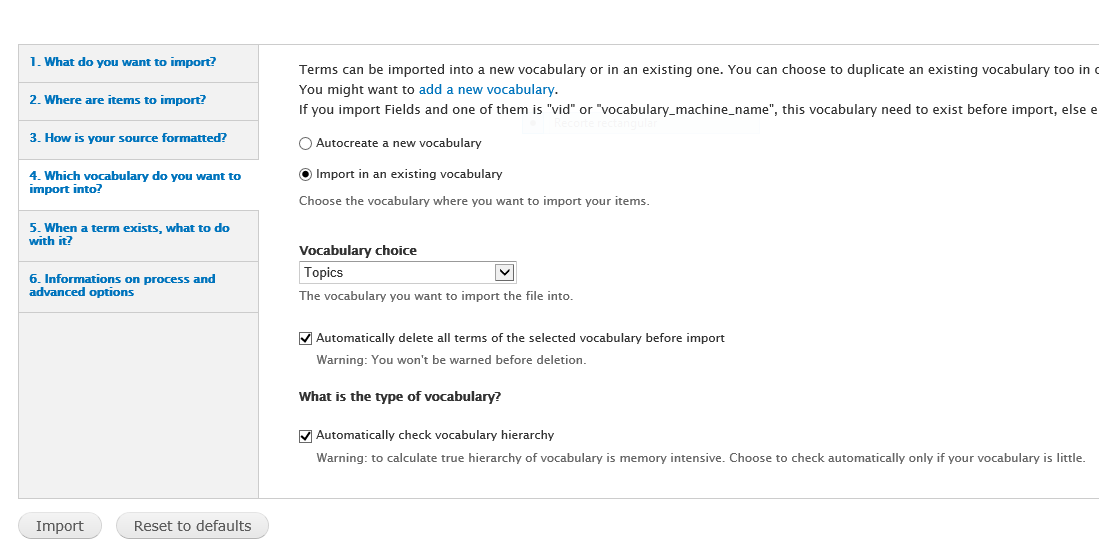 1. What do you want to import?
2. Where are items to import?
3. How is your source formatted?
4. Which vocabulary do you want to
import into?
5. When a term exists, what to do
with it?
6. Informations on process and
advanced options
Terms can be imported into a new vocabulary or in an existing one. You can choose to duplicate an existing vocabulary too in
You might want to add a new vocabulary.
If you import Fields and one of them is "vid" or "vocabulary_machine_name", this vocabulary need to exist before import, else
Autocreate a new vocabulary
Import in an existing vocabulary
Choose the vocabulary where you want to import your items.
Vocabulary choice
Topics
The vocabulary you want to import the file into.
Automatically delete all terms of the selected vocabulary before import
Warning: You won't be warned before deletion.
What is the type of vocabulary?
Automatically check vocabulary hierarchy
Warning: to calculate true hierarchy of vocabulary is memory intensive. Choose to check automatically only if your vocabulary is little.
Import
Reset to defaults